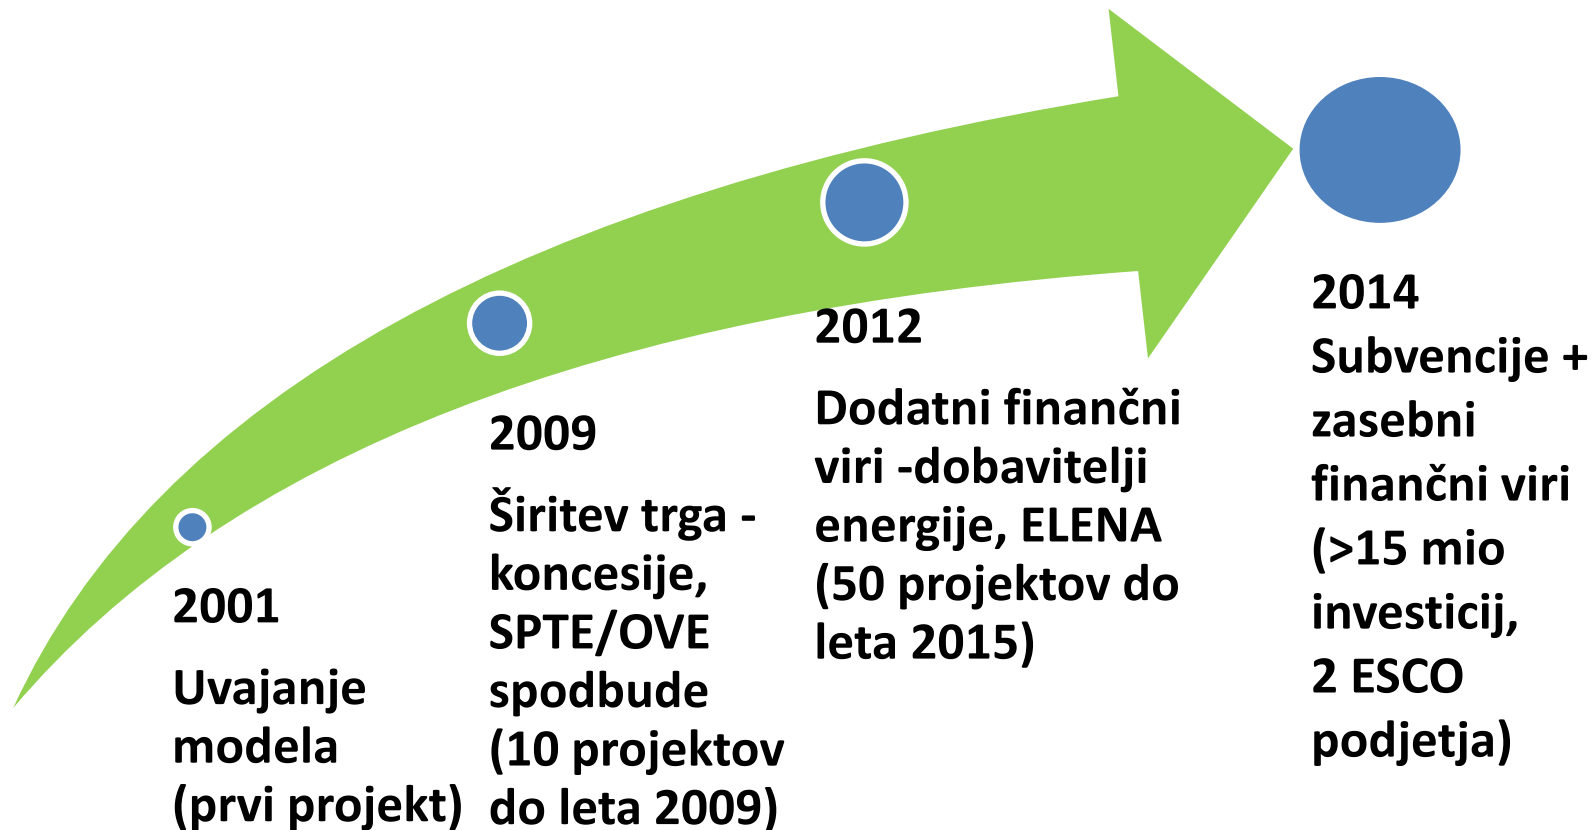 2001
Uvajanje
modela
(prvi projekt)
2009
Širitev trga -
koncesije,
SPTE/OVE
spodbude
(10 projektov
do leta 2009)
2012
Dodatni finančni
viri -dobavitelji
energije, ELENA
(50 projektov do
leta 2015)
2014
Subvencije +
zasebni
finančni viri
(>15 mio
investicij,
2 ESCO
podjetja)